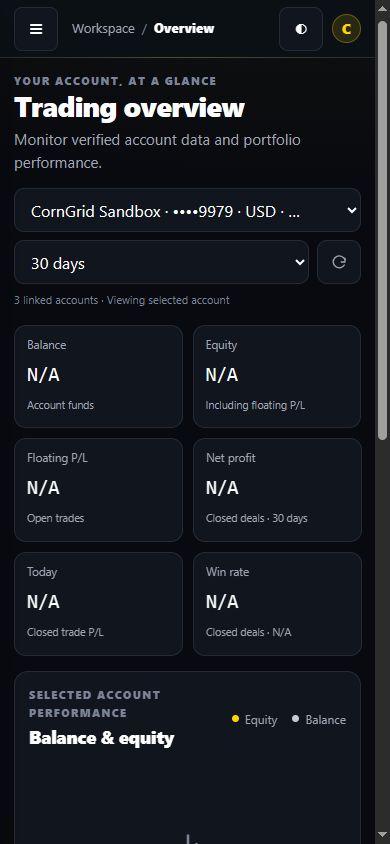 Workspace / Overview
C
YOUR ACCOUNT, AT A GLANCE
Trading overview
Monitor verified account data and portfolio
performance.
CornGrid Sandbox · ••••9979 · USD · ...
30 days
3 linked accounts · Viewing selected account
Balance
N/A
Account funds
Equity
N/A
Including floating P/L
Floating P/L
N/A
Open trades
Net profit
N/A
Closed deals · 30 days
Today
N/A
Closed trade P/L
Win rate
N/A
Closed deals · N/A
SELECTED ACCOUNT
PERFORMANCE
Balance & equity
Equity
Balance